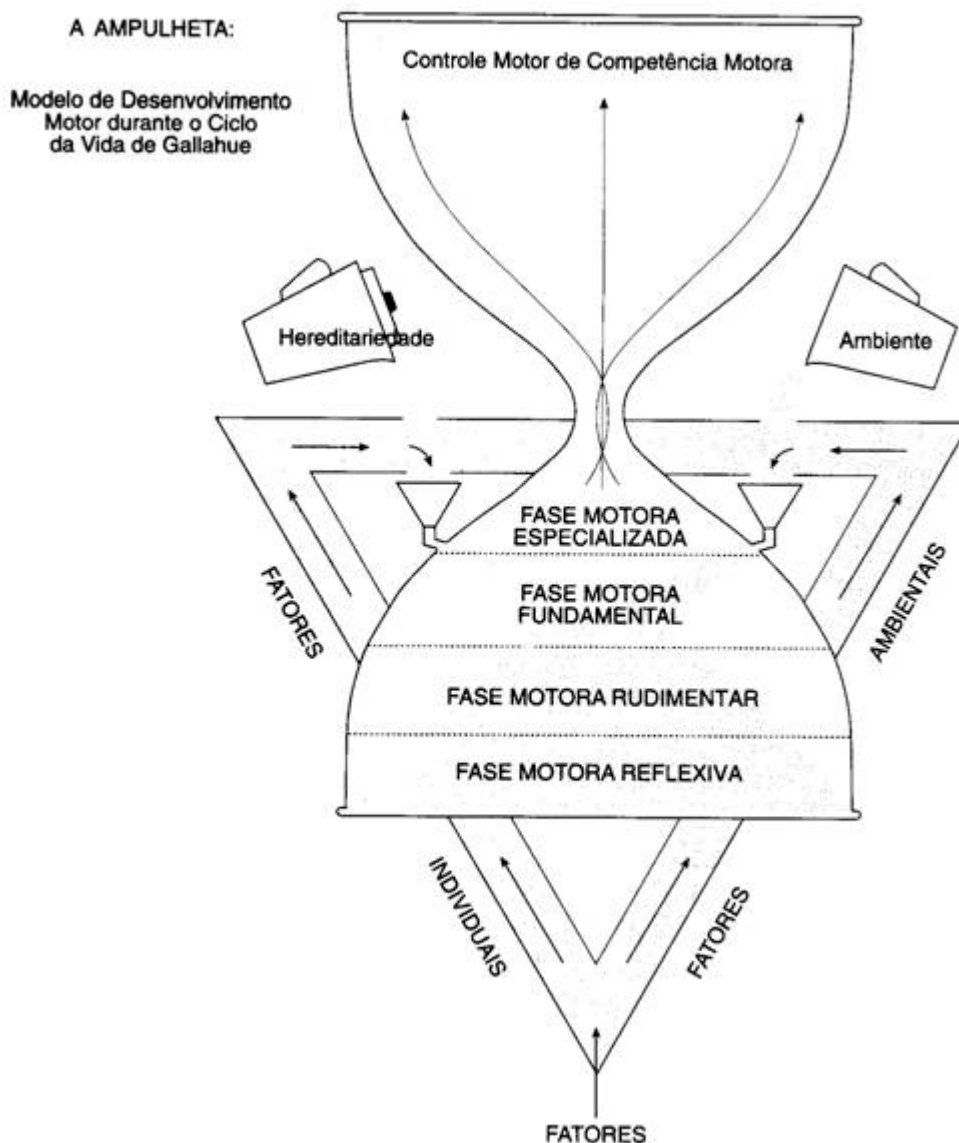 A AMPULHETA:
Modelo de Desenvolvimento
Motor durante o Ciclo
da Vida de Gallahue
Controle Motor de Competência Motora
Hereditariedade
Ambiente
FASE MOTORA
ESPECIALIZADA
FASE MOTORA
FUNDAMENTAL
FASE MOTORA RUDIMENTAR
FASE MOTORA REFLEXIVA
FATORES
AMBIENTAIS
INDIVIDUAIS
FATORES
FATORES